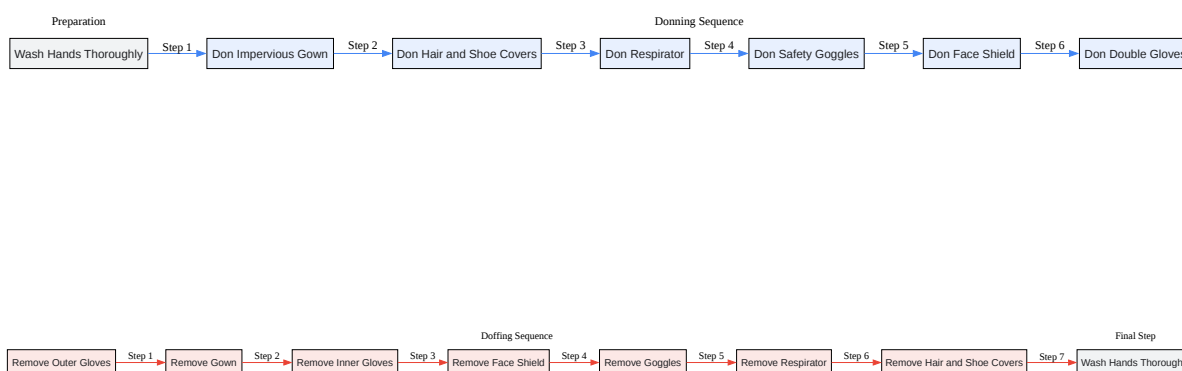 Preparation
Donning Sequence
Wash Hands Thoroughly
Step 1
Don Impervious Gown
Step 2
Don Hair and Shoe Covers
Step 3
Don Respirator
Step 4
Don Safety Goggles
Step 5
Don Face Shield
Step 6
Don Double Gloves
Doffing Sequence
Final Step
Remove Outer Gloves
Step 1
Remove Gown
Step 2
Remove Inner Gloves
Step 3
Remove Face Shield
Step 4
Remove Goggles
Step 5
Remove Respirator
Step 6
Remove Hair and Shoe Covers
Step 7
Wash Hands Thorough